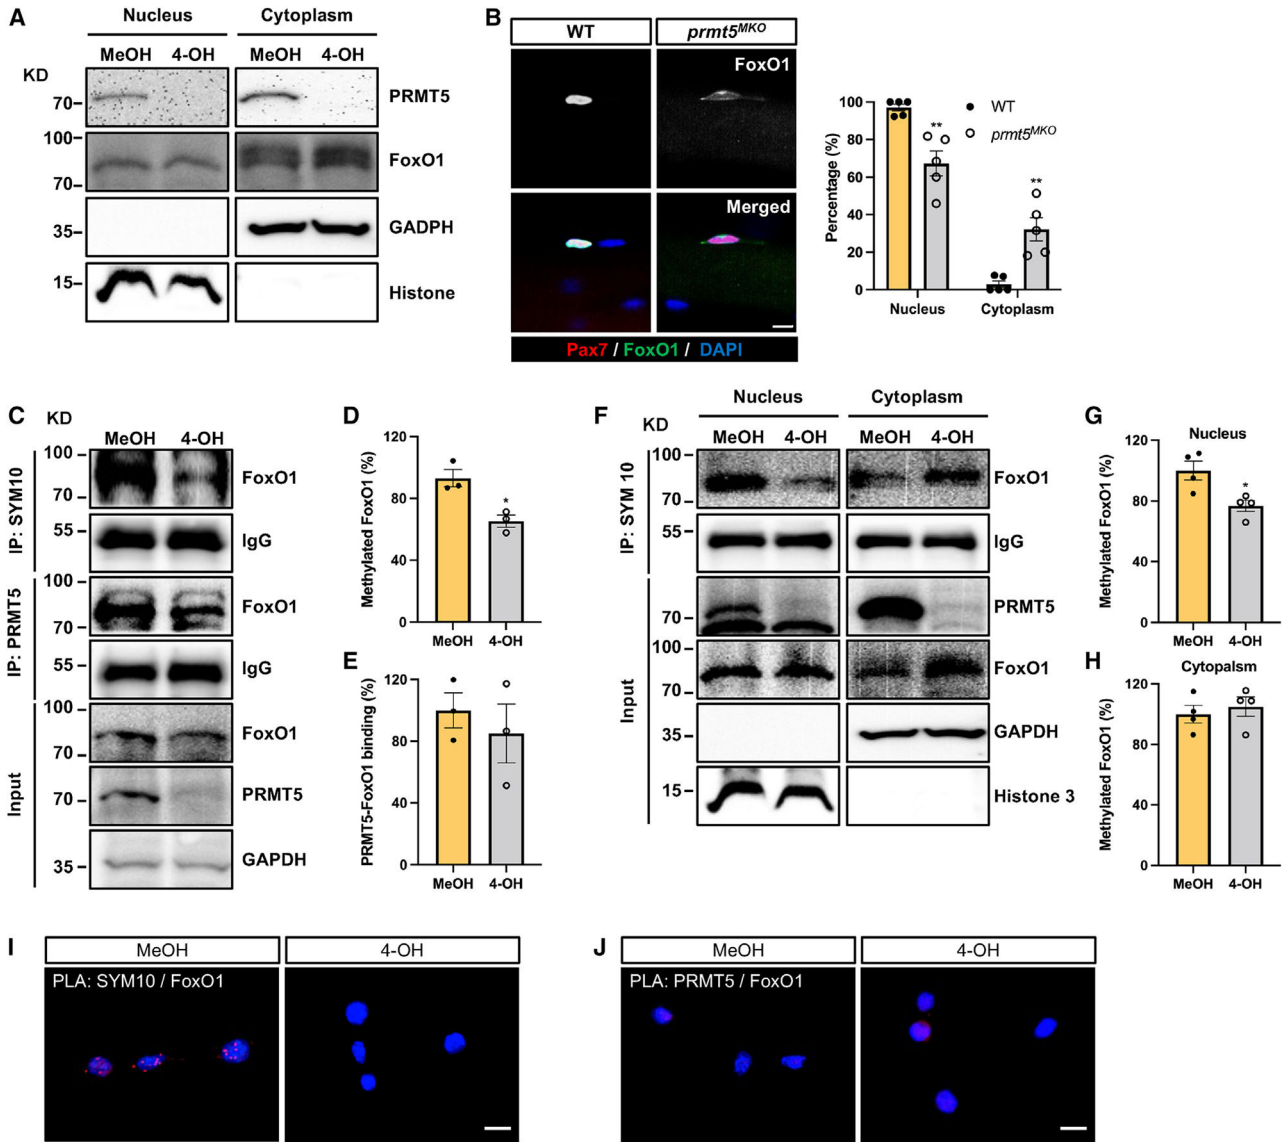 A
Nucleus Cytoplasm
MeOH 4-OH MeOH 4-OH
KD
70 PRMT5
100
70 FoxO1
35 GADPH
15 Histone
B
WT prmt5MKO
FoxO1
Merged
Pax7 / FoxO1 / DAPI
Percentage (%)
100
80
60
40
20
0
** **
WT
prmt5MKO
Nucleus Cytoplasm
C
KD
MeOH 4-OH
IP: SYM10
100
70
FoxO1
55 IgG
IP: PRMT5
100
70
FoxO1
55 IgG
Input
100
70
FoxO1
70 PRMT5
35 GAPDH
D
Methylated FoxO1 (%)
120
80
40
0
*
MeOH 4-OH
E
PRMT5-FoxO1 binding (%)
120
80
40
0
MeOH 4-OH
F
Nucleus Cytoplasm
KD
MeOH 4-OH MeOH 4-OH
IP: SYM 10
100
70
FoxO1
55 IgG
Input
70 PRMT5
100
70
FoxO1
35 GAPDH
15 Histone 3
G
Nucleus
Methylated FoxO1 (%)
120
80
40
0
*
MeOH 4-OH
H
Cytopalsm
Methylated FoxO1 (%)
120
80
40
0
MeOH 4-OH
I
MeOH 4-OH
PLA: SYM10 / FoxO1
J
MeOH 4-OH
PLA: PRMT5 / FoxO1